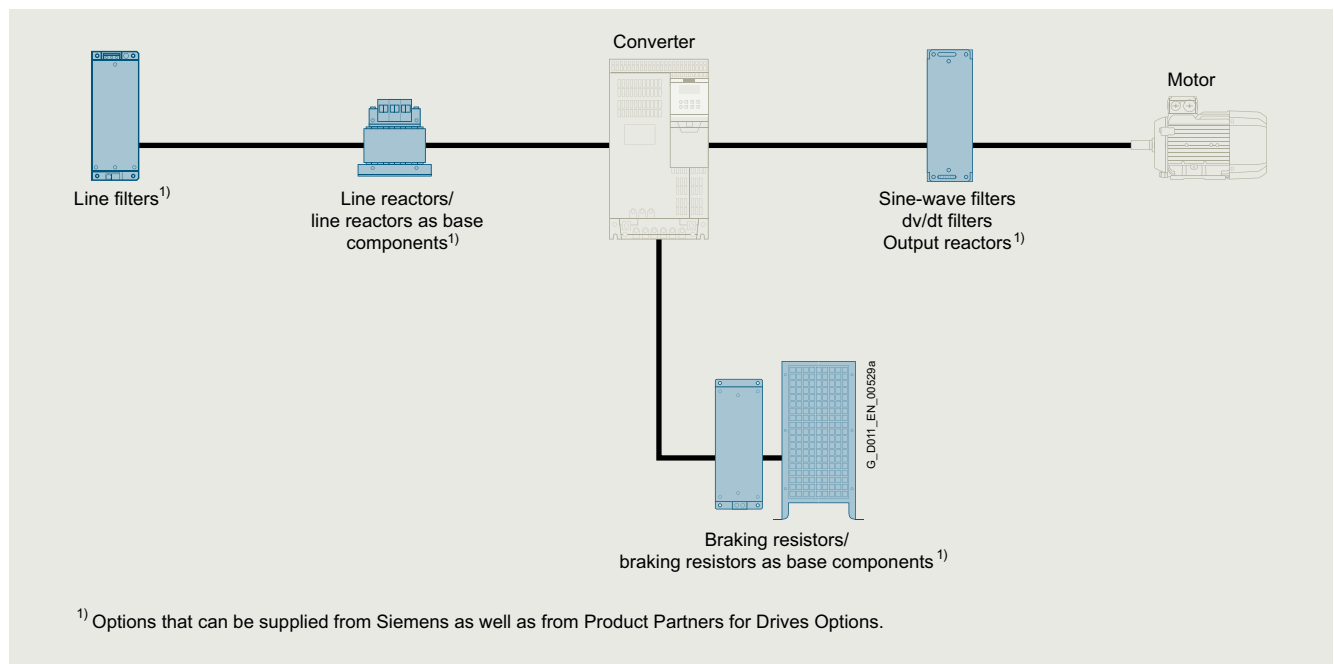 Converter
Motor
Line filters1)
Line reactors/
line reactors as base
components1)
Sine-wave filters
dv/dt filters
Output reactors1)
G_D011_EN_00529a
Braking resistors/
braking resistors as base components1)
1) Options that can be supplied from Siemens as well as from Product Partners for Drives Options.